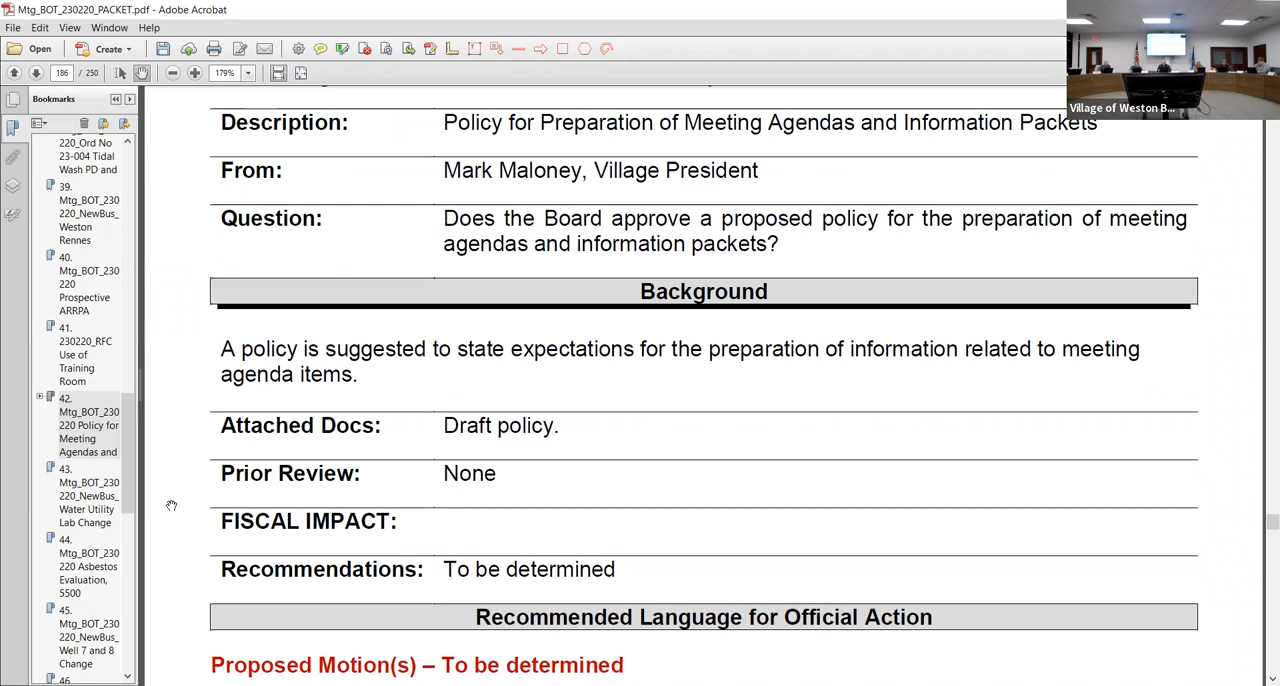 Mtg_BOT_230220_PACKET.pdf - Adobe Acrobat
File Edit View Window Help
Open
Create
186 / 250
179%
Village of Weston B...
Bookmarks
220_Ord No
23-004 Tidal
Wash PD and
39.
Mtg_BOT_230
220_NewBus_
Weston
Rennes
40.
Mtg_BOT_230
220
Prospective
ARRPA
41.
230220_RFC
Use of
Training
Room
42.
Mtg_BOT_230
220 Policy for
Meeting
Agendas and
43.
Mtg_BOT_230
220_NewBus_
Water Utility
Lab Change
44.
Mtg_BOT_230
220 Asbestos
Evaluation,
5500
45.
Mtg_BOT_230
220_NewBus_
Well 7 and 8
Change
46.
Description: Policy for Preparation of Meeting Agendas and Information Packets
From: Mark Maloney, Village President
Question: Does the Board approve a proposed policy for the preparation of meeting
agendas and information packets?
Background
A policy is suggested to state expectations for the preparation of information related to meeting
agenda items.
Attached Docs: Draft policy.
Prior Review: None
FISCAL IMPACT:
Recommendations: To be determined
Recommended Language for Official Action
Proposed Motion(s) – To be determined